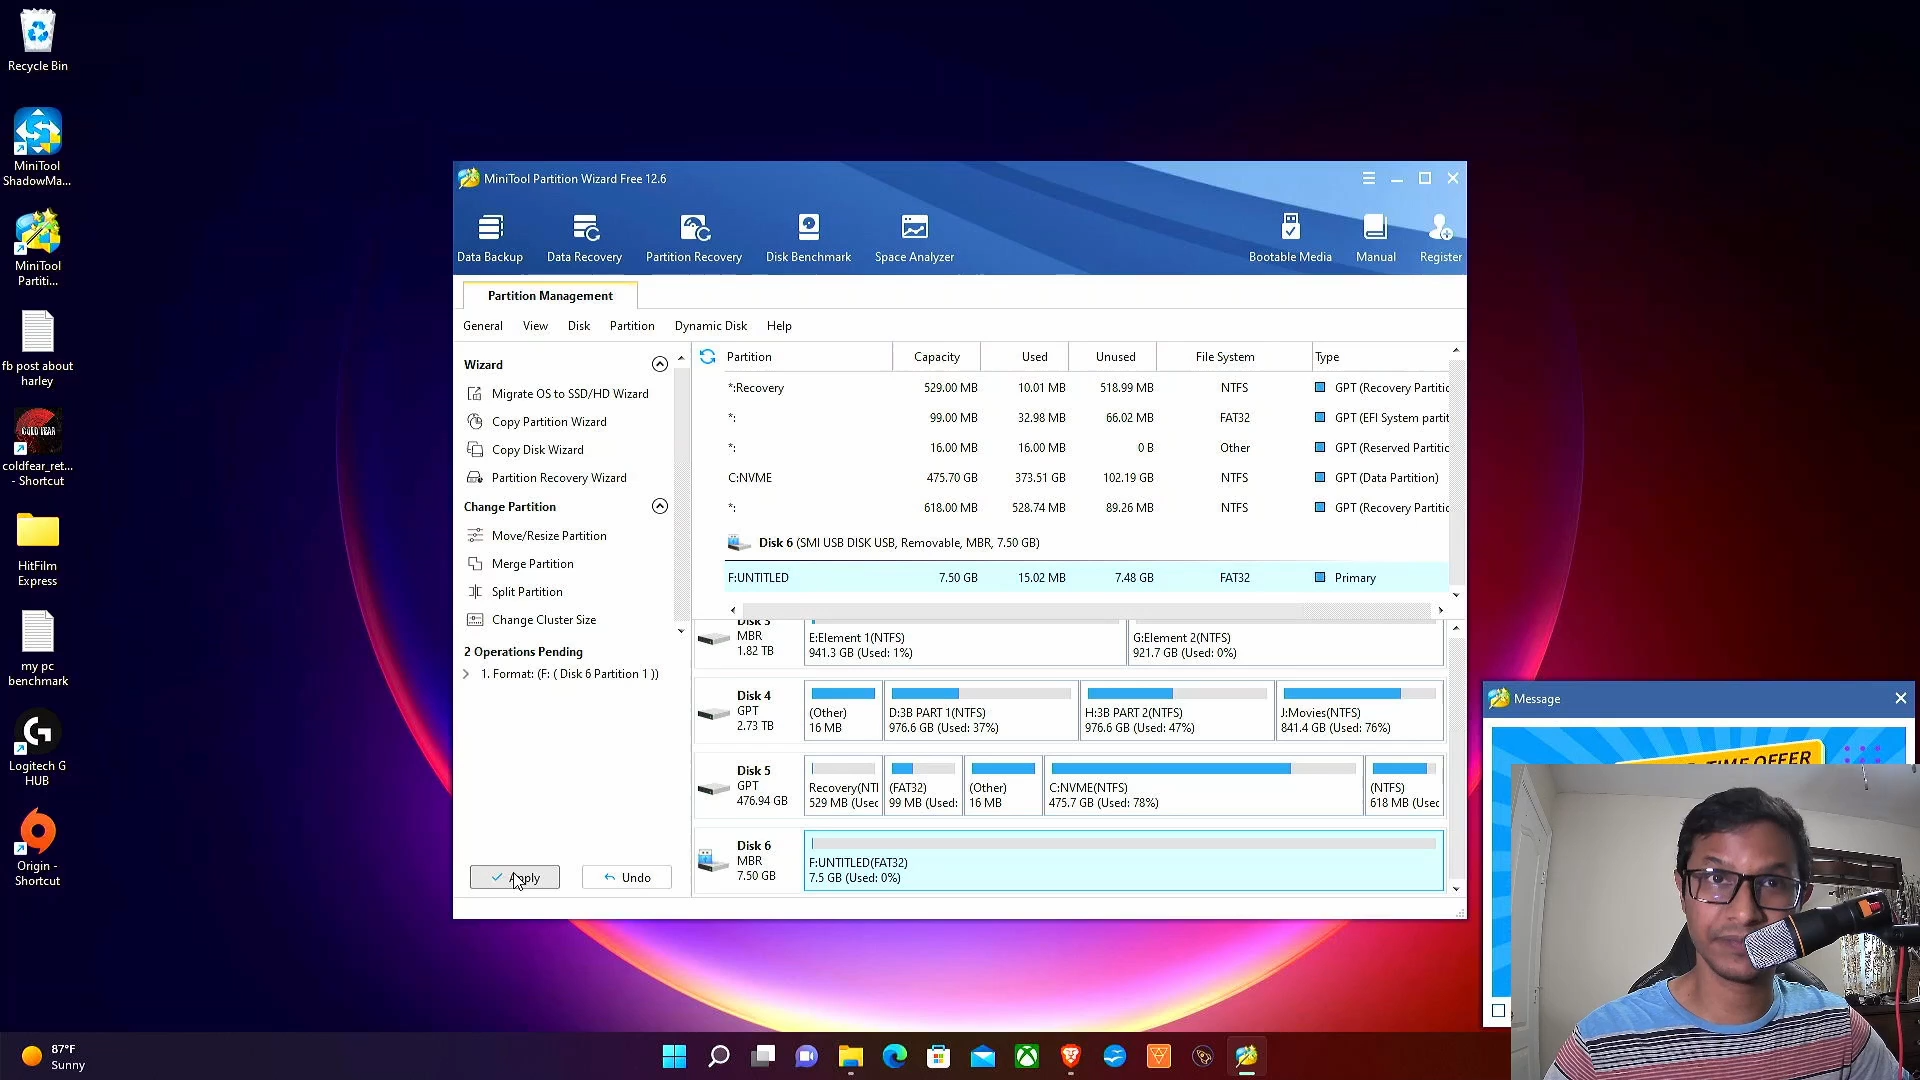 Recycle Bin
MiniTool
ShadowMa...
MiniTool
Partiti...
fb post about
harley
COLD FEAR
coldfear_ret...
- Shortcut
HitFilm
Express
my pc
benchmark
Logitech G
HUB
Origin -
Shortcut
MiniTool Partition Wizard Free 12.6
Data Backup
Data Recovery
Partition Recovery
Disk Benchmark
Space Analyzer
Bootable Media
Manual
Register
Partition Management
General View Disk Partition Dynamic Disk Help
Wizard
Migrate OS to SSD/HD Wizard
Copy Partition Wizard
Copy Disk Wizard
Partition Recovery Wizard
Change Partition
Move/Resize Partition
Merge Partition
Split Partition
Change Cluster Size
2 Operations Pending
1. Format: (F: ( Disk 6 Partition 1 ))
Apply
Undo
Partition Capacity Used Unused File System Type
*:Recovery 529.00 MB 10.01 MB 518.99 MB NTFS GPT (Recovery Partitic
*: 99.00 MB 32.98 MB 66.02 MB FAT32 GPT (EFI System partit
*: 16.00 MB 16.00 MB 0 B Other GPT (Reserved Partitic
C:NVME 475.70 GB 373.51 GB 102.19 GB NTFS GPT (Data Partition)
*: 618.00 MB 528.74 MB 89.26 MB NTFS GPT (Recovery Partitic
Disk 6 (SMI USB DISK USB, Removable, MBR, 7.50 GB)
F:UNTITLED 7.50 GB 15.02 MB 7.48 GB FAT32 Primary
Disk 3
MBR
1.82 TB
E:Element 1(NTFS)
941.3 GB (Used: 1%)
G:Element 2(NTFS)
921.7 GB (Used: 0%)
Disk 4
GPT
2.73 TB
(Other)
16 MB
D:3B PART 1(NTFS)
976.6 GB (Used: 37%)
H:3B PART 2(NTFS)
976.6 GB (Used: 47%)
J:Movies(NTFS)
841.4 GB (Used: 76%)
Disk 5
GPT
476.94 GB
Recovery(NTI
529 MB (Usec
(FAT32)
99 MB (Used:
(Other)
16 MB
C:NVME(NTFS)
475.7 GB (Used: 78%)
(NTFS)
618 MB (Usec
Disk 6
MBR
7.50 GB
F:UNTITLED(FAT32)
7.5 GB (Used: 0%)
Message
TIME OFFER
87°F
Sunny